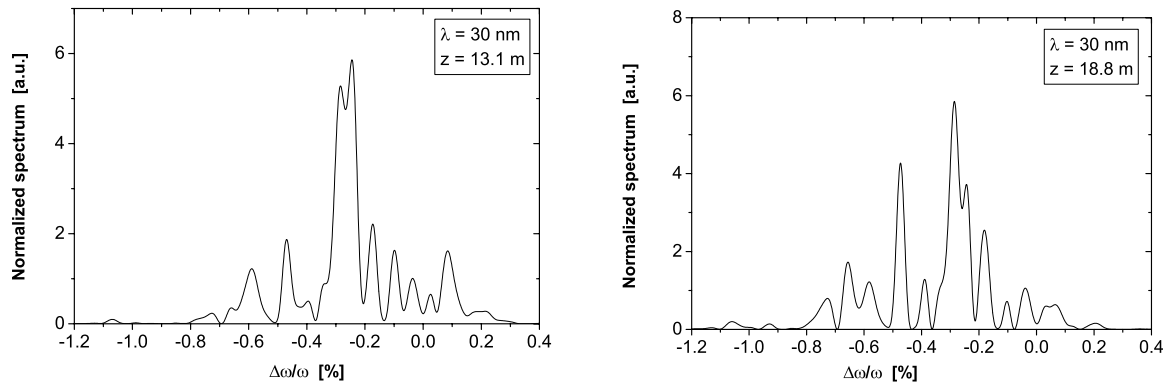 Normalized spectrum [a.u.]
6
4
2
0
λ = 30 nm
z = 13.1 m
-1.2 -1.0 -0.8 -0.6 -0.4 -0.2 0.0 0.2 0.4
Δω/ω [%]
Normalized spectrum [a.u.]
8
6
4
2
0
λ = 30 nm
z = 18.8 m
-1.2 -1.0 -0.8 -0.6 -0.4 -0.2 0.0 0.2 0.4
Δω/ω [%]